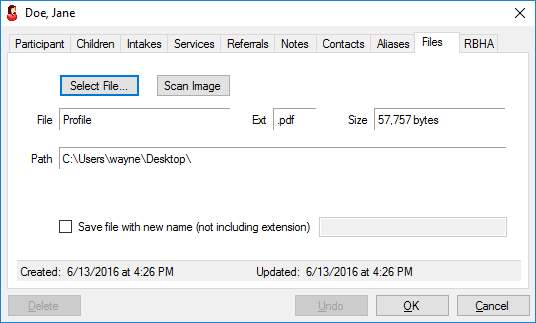 Doe, Jane
Participant Children Intakes Services Referrals Notes Contacts Aliases Files RBHA
Select File... Scan Image
File Profile Ext .pdf Size 57,757 bytes
Path C:\Users\wayne\Desktop\
Save file with new name (not including extension)
Created: 6/13/2016 at 4:26 PM Updated: 6/13/2016 at 4:26 PM
Delete Undo OK Cancel